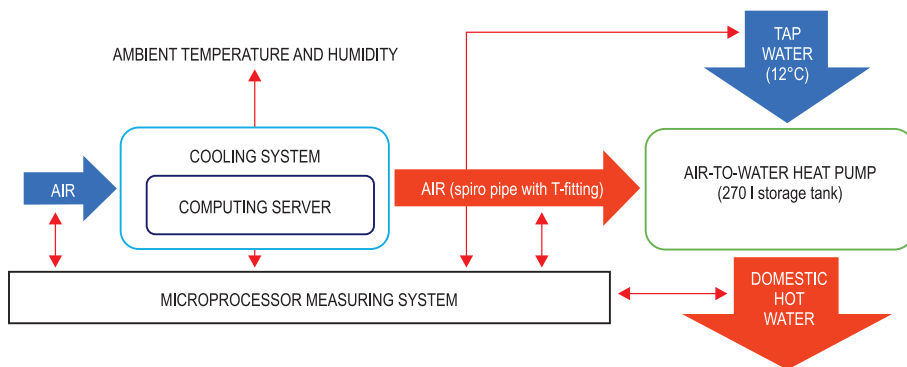 TAP
WATER
(12°C)
AMBIENT TEMPERATURE AND HUMIDITY
COOLING SYSTEM
AIR
COMPUTING SERVER
AIR (spiro pipe with T-fitting)
AIR-TO-WATER HEAT PUMP
(270 l storage tank)
MICROPROCESSOR MEASURING SYSTEM
DOMESTIC
HOT
WATER